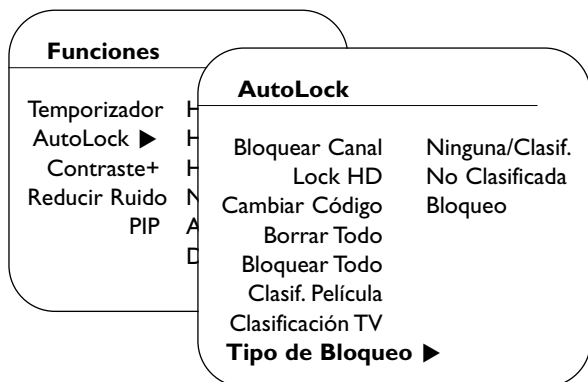 Funciones
Temporizador H
AutoLock ▶ H
Contraste+ H
Reducir Ruido N
PIP A
D
AutoLock
Bloquear Canal Ninguna/Clasif.
Lock HD No Clasificada
Cambiar Código Bloqueo
Borrar Todo
Bloquear Todo
Clasif. Película
Clasificación TV
Tipo de Bloqueo ▶